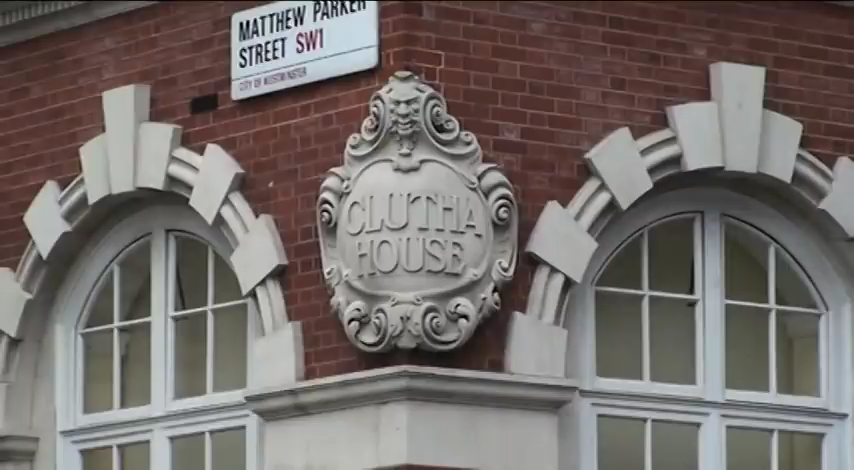 MATTHEW PARKER
STREET SW1
CITY OF WESTMINSTER
CLUTHA
HOUSE